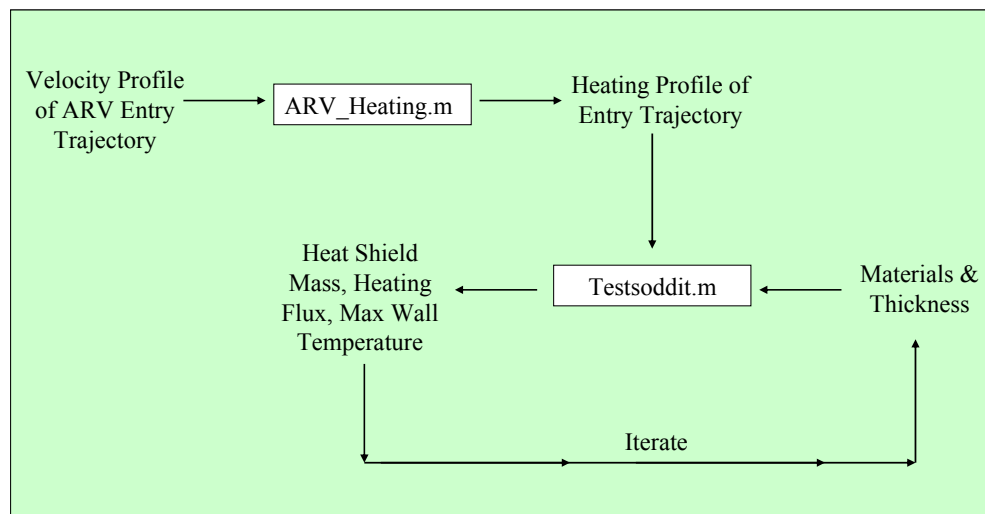 Velocity Profile
of ARV Entry
Trajectory
ARV_Heating.m
Heating Profile of
Entry Trajectory
Heat Shield
Mass, Heating
Flux, Max Wall
Temperature
Testsoddit.m
Materials &
Thickness
Iterate